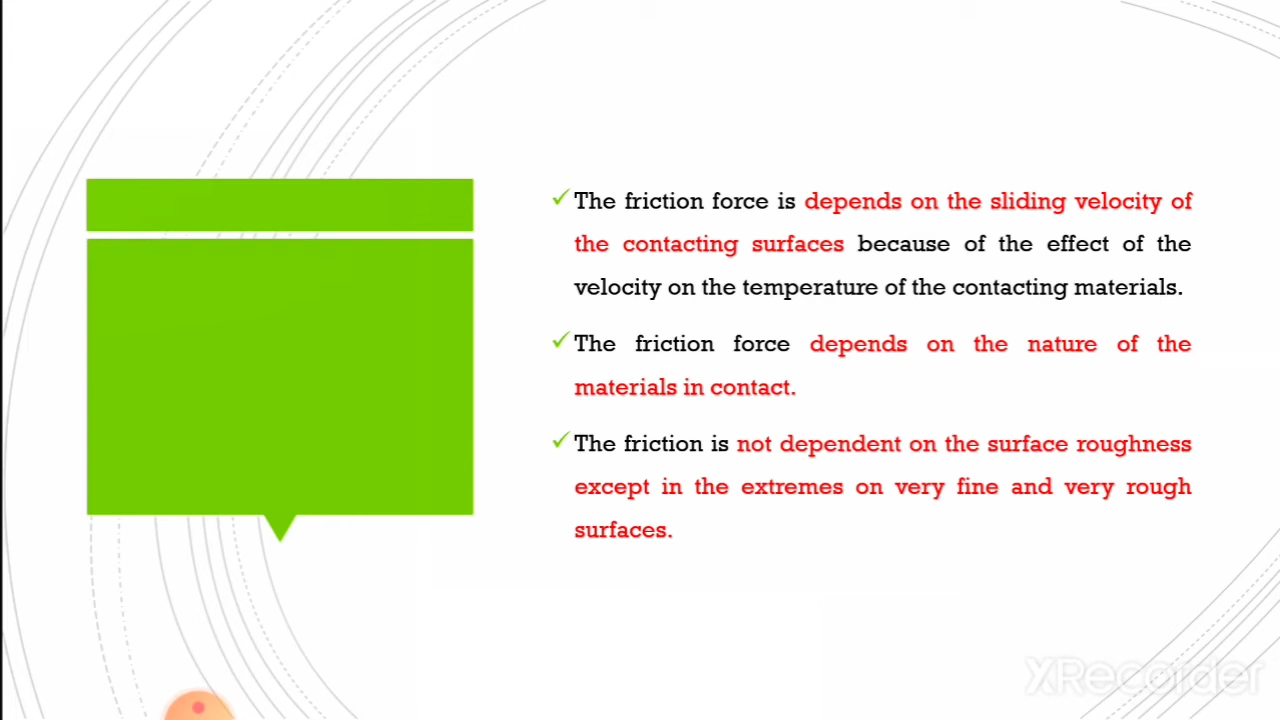 The friction force is depends on the sliding velocity of
the contacting surfaces because of the effect of the
velocity on the temperature of the contacting materials.
The friction force depends on the nature of the
materials in contact.
The friction is not dependent on the surface roughness
except in the extremes on very fine and very rough
surfaces.
XRecorder